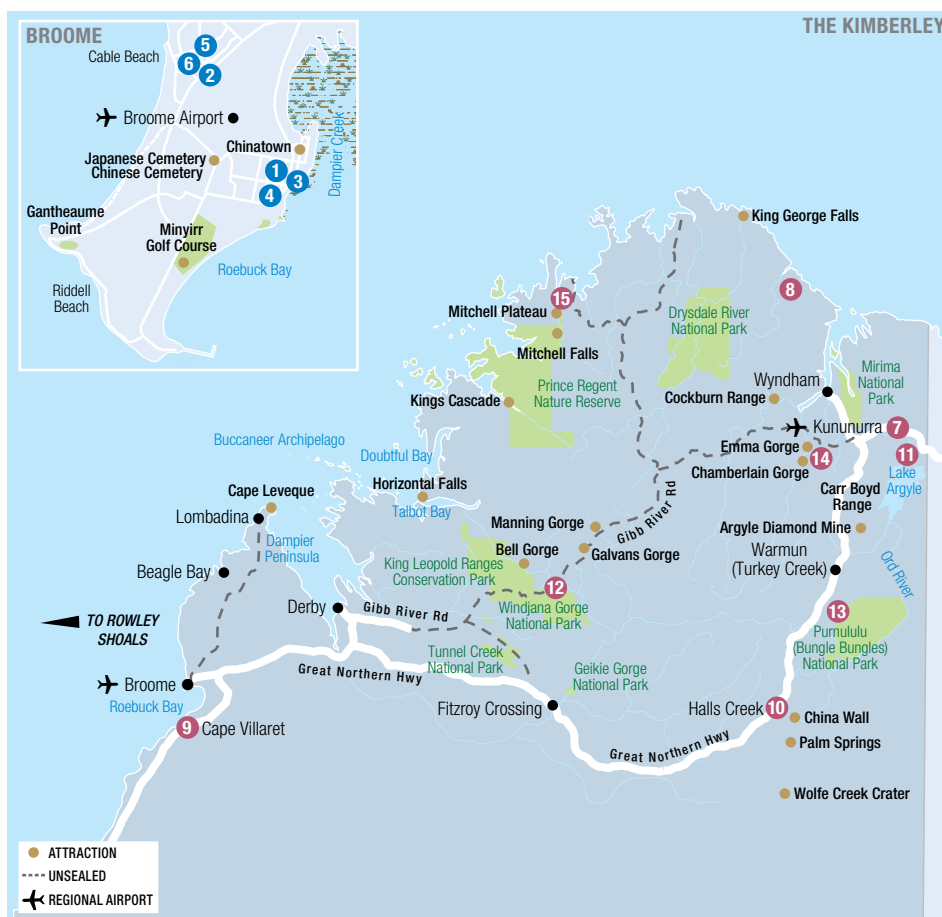 BROOME
THE KIMBERLEY
5
Cable Beach
6
2
Broome Airport
Chinatown
Japanese Cemetery
Chinese Cemetery
1
3
4
Dampier Creek
Gantheaume
Point
Minyirr
Golf Course
Roebuck Bay
Riddell
Beach
King George Falls
8
15
Mitchell Plateau
Drysdale River
National Park
Mitchell Falls
Mirima
National
Park
Wyndham
Prince Regent
Nature Reserve
Kings Cascade
Cockburn Range
Kununurra
7
Buccaneer Archipelago
Doubtful Bay
Emma Gorge
14
11
Chamberlain Gorge
Lake
Argyle
Horizontal Falls
Cape Leveque
Talbot Bay
Carr Boyd
Range
Lombadina
Gibb River Rd
Manning Gorge
Argyle Diamond Mine
Dampier
Peninsula
Bell Gorge
Galvans Gorge
Warmun
(Turkey Creek)
Ord River
King Leopold Ranges
Conservation Park
Beagle Bay
12
Windjana Gorge
National Park
Derby
Gibb River Rd
13
TO ROWLEY
SHOALS
Purnululu
(Bungle Bungles)
National Park
Tunnel Creek
National Park
Great Northern Hwy
Geikie Gorge
National Park
Broome
Roebuck Bay
Fitzroy Crossing
Halls Creek
10
China Wall
9
Cape Villaret
Great Northern Hwy
Palm Springs
Wolfe Creek Crater
ATTRACTION
UNSEALED
REGIONAL AIRPORT